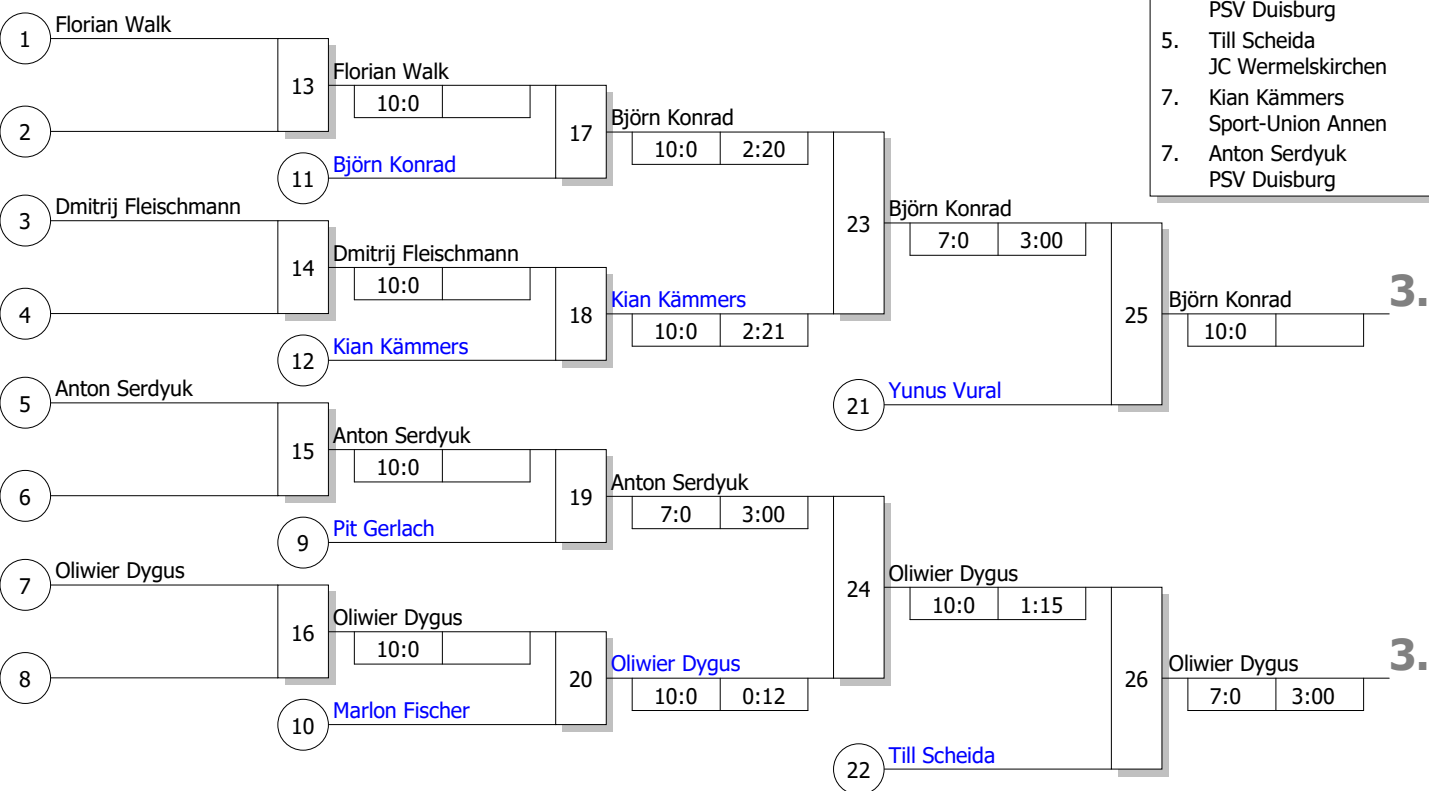 PSV Duisburg
5. Till Scheida
JC Wermelskirchen
7. Kian Kämmers
Sport-Union Annen
7. Anton Serdyuk
PSV Duisburg
1 Florian Walk
13 Florian Walk
10:0
2
17 Björn Konrad
10:0 2:20
11 Björn Konrad
3 Dmitrij Fleischmann
23 Björn Konrad
7:0 3:00
14 Dmitrij Fleischmann
10:0
4
18 Kian Kämmers
10:0 2:21
25 Björn Konrad 3.
10:0
12 Kian Kämmers
5 Anton Serdyuk
21 Yunus Vural
15 Anton Serdyuk
10:0
6
19 Anton Serdyuk
7:0 3:00
9 Pit Gerlach
7 Oliwier Dygus
24 Oliwier Dygus
10:0 1:15
16 Oliwier Dygus
10:0
8
20 Oliwier Dygus
10:0 0:12
26 Oliwier Dygus 3.
7:0 3:00
10 Marlon Fischer
22 Till Scheida